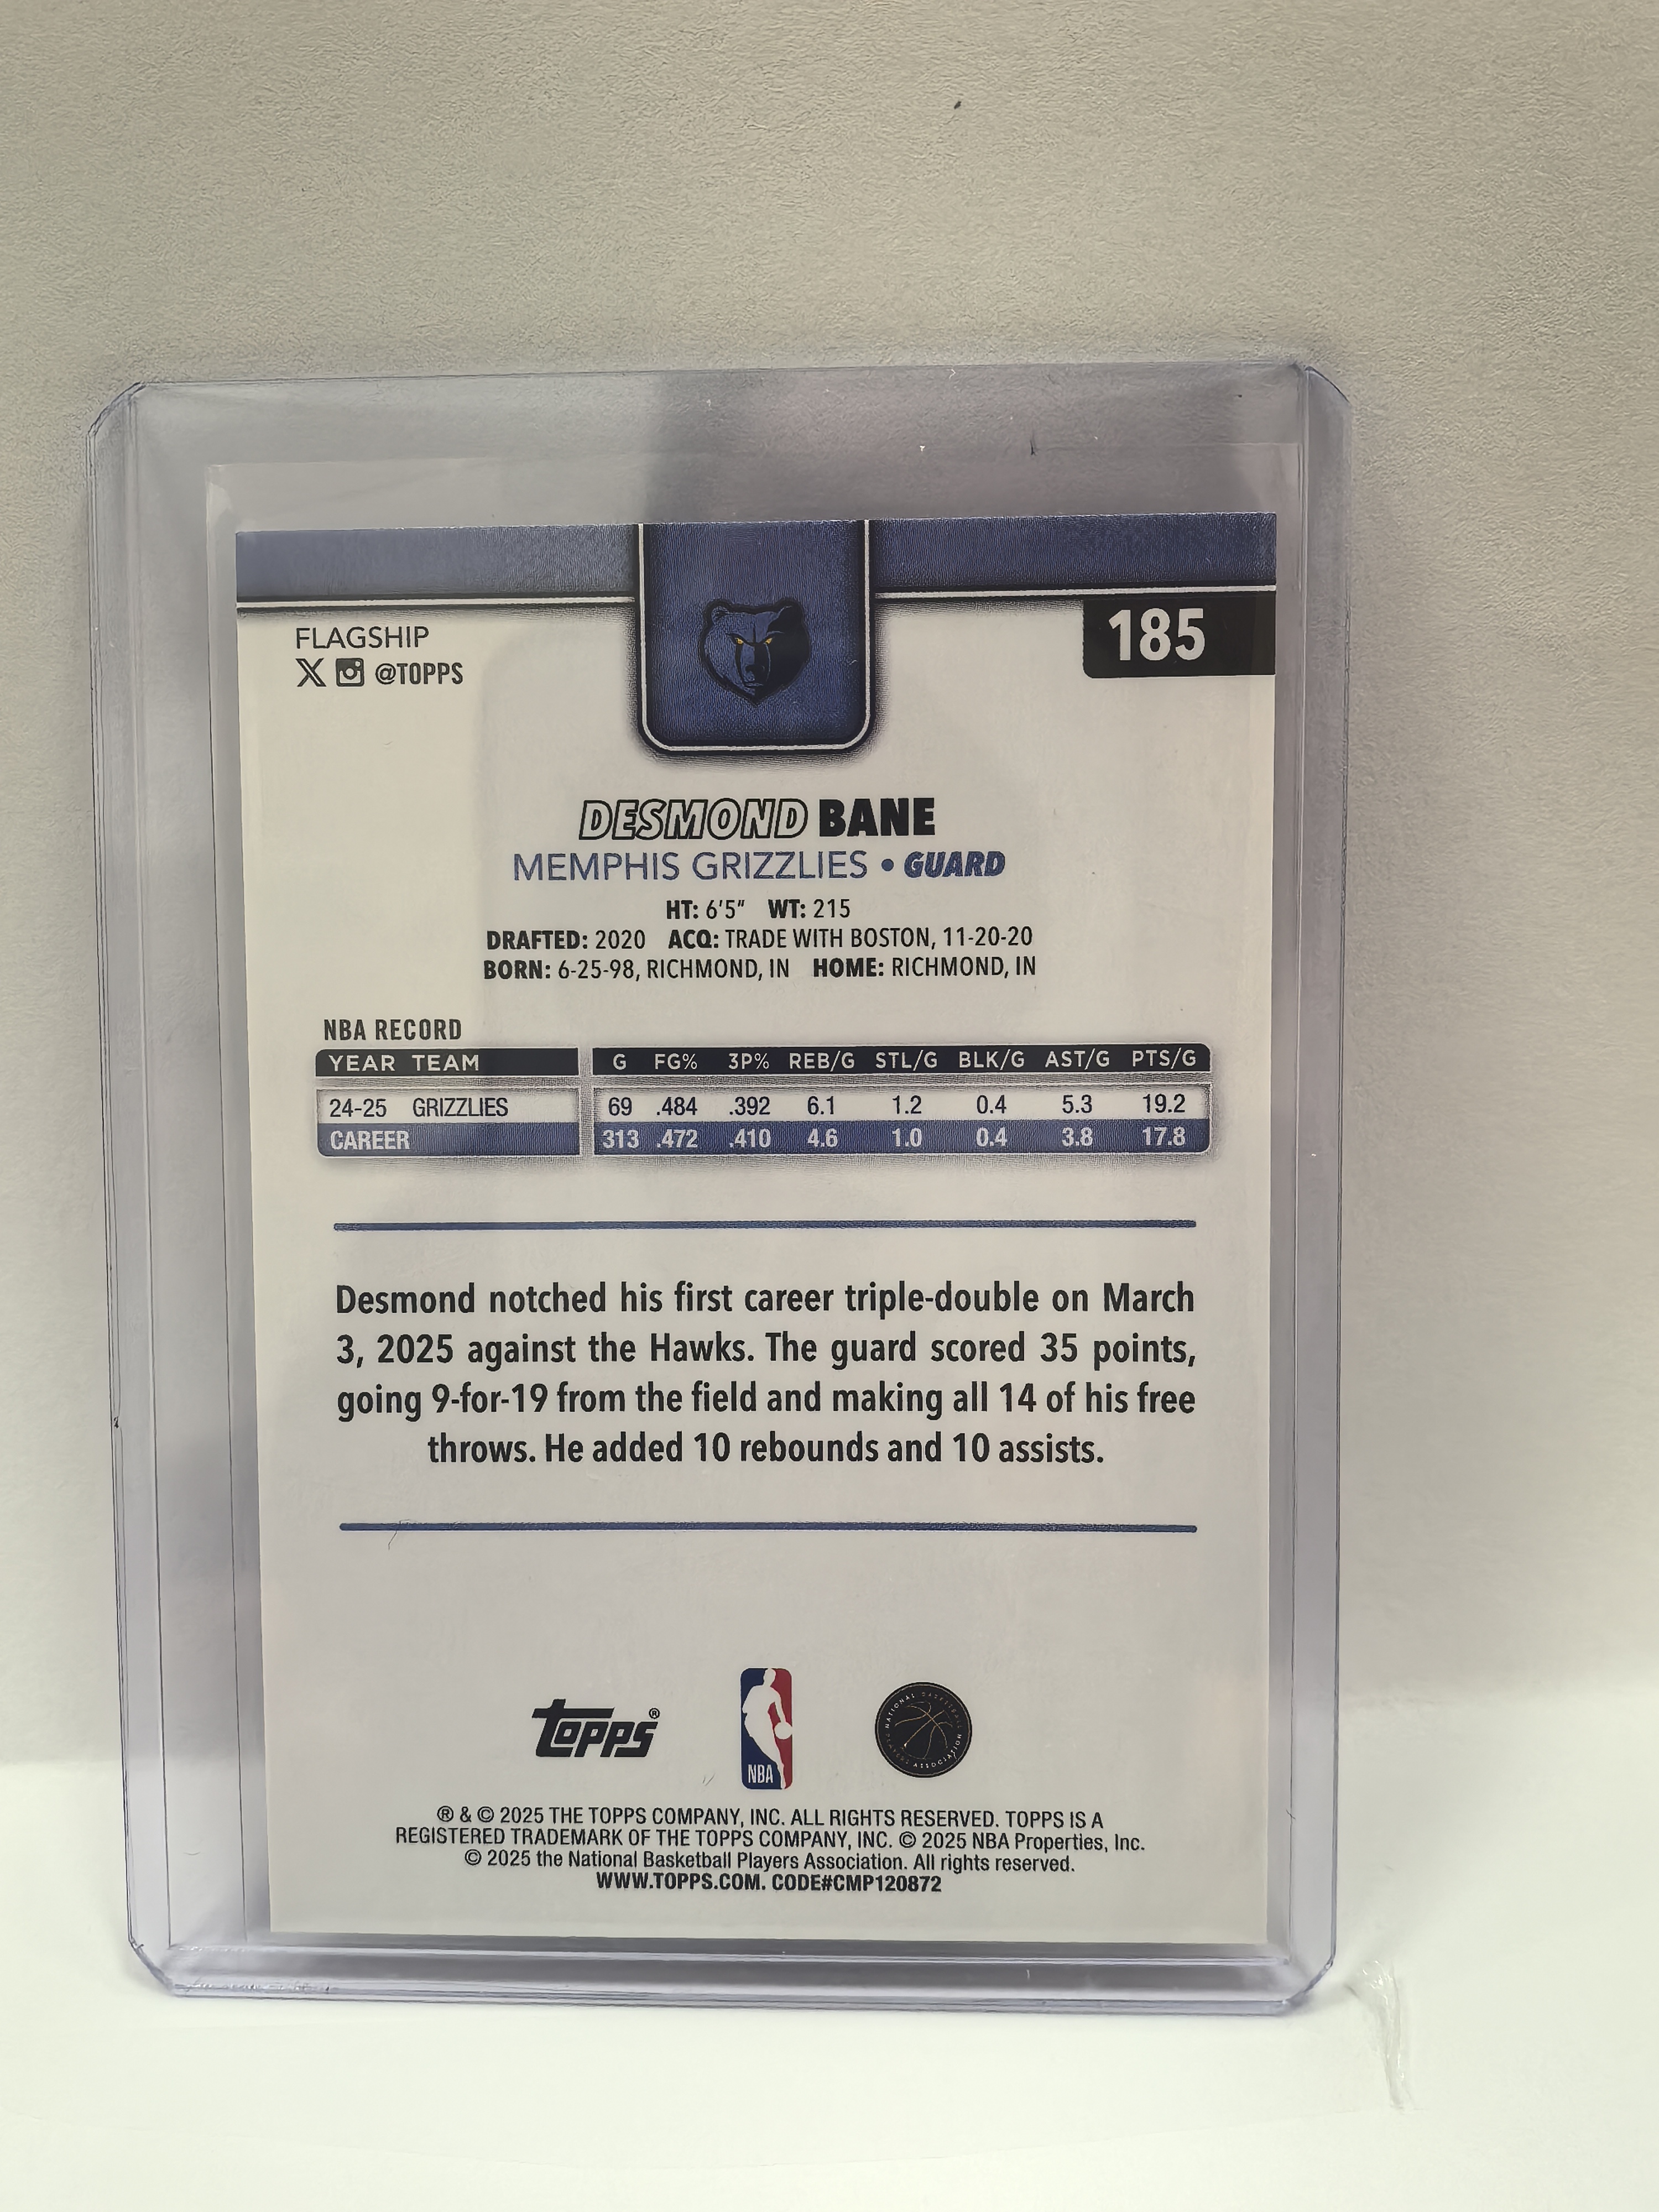 FLAGSHIP
185
X @TOPPS
DESMOND BANE
MEMPHIS GRIZZLIES • GUARD
HT: 6'5" WT: 215
DRAFTED: 2020 ACQ: TRADE WITH BOSTON, 11-20-20
BORN: 6-25-98, RICHMOND, IN HOME: RICHMOND, IN
NBA RECORD
YEAR TEAM G FG% 3P% REB/G STL/G BLK/G AST/G PTS/G
24-25 GRIZZLIES 69 .484 .392 6.1 1.2 0.4 5.3 19.2
CAREER 313 .472 .410 4.6 1.0 0.4 3.8 17.8
Desmond notched his first career triple-double on March
3, 2025 against the Hawks. The guard scored 35 points,
going 9-for-19 from the field and making all 14 of his free
throws. He added 10 rebounds and 10 assists.
topps®
NBA
NATIONAL BASKETBALL PLAYERS ASSOCIATION
® & © 2025 THE TOPPS COMPANY, INC. ALL RIGHTS RESERVED. TOPPS IS A
REGISTERED TRADEMARK OF THE TOPPS COMPANY, INC. © 2025 NBA Properties, Inc.
© 2025 the National Basketball Players Association. All rights reserved.
WWW.TOPPS.COM. CODE#CMP120872